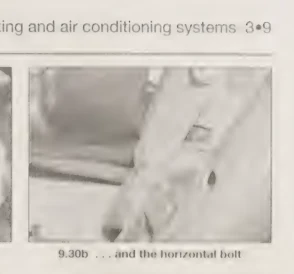 ing and air conditioning systems 3•9
9.30b ... and the horizontal bolt